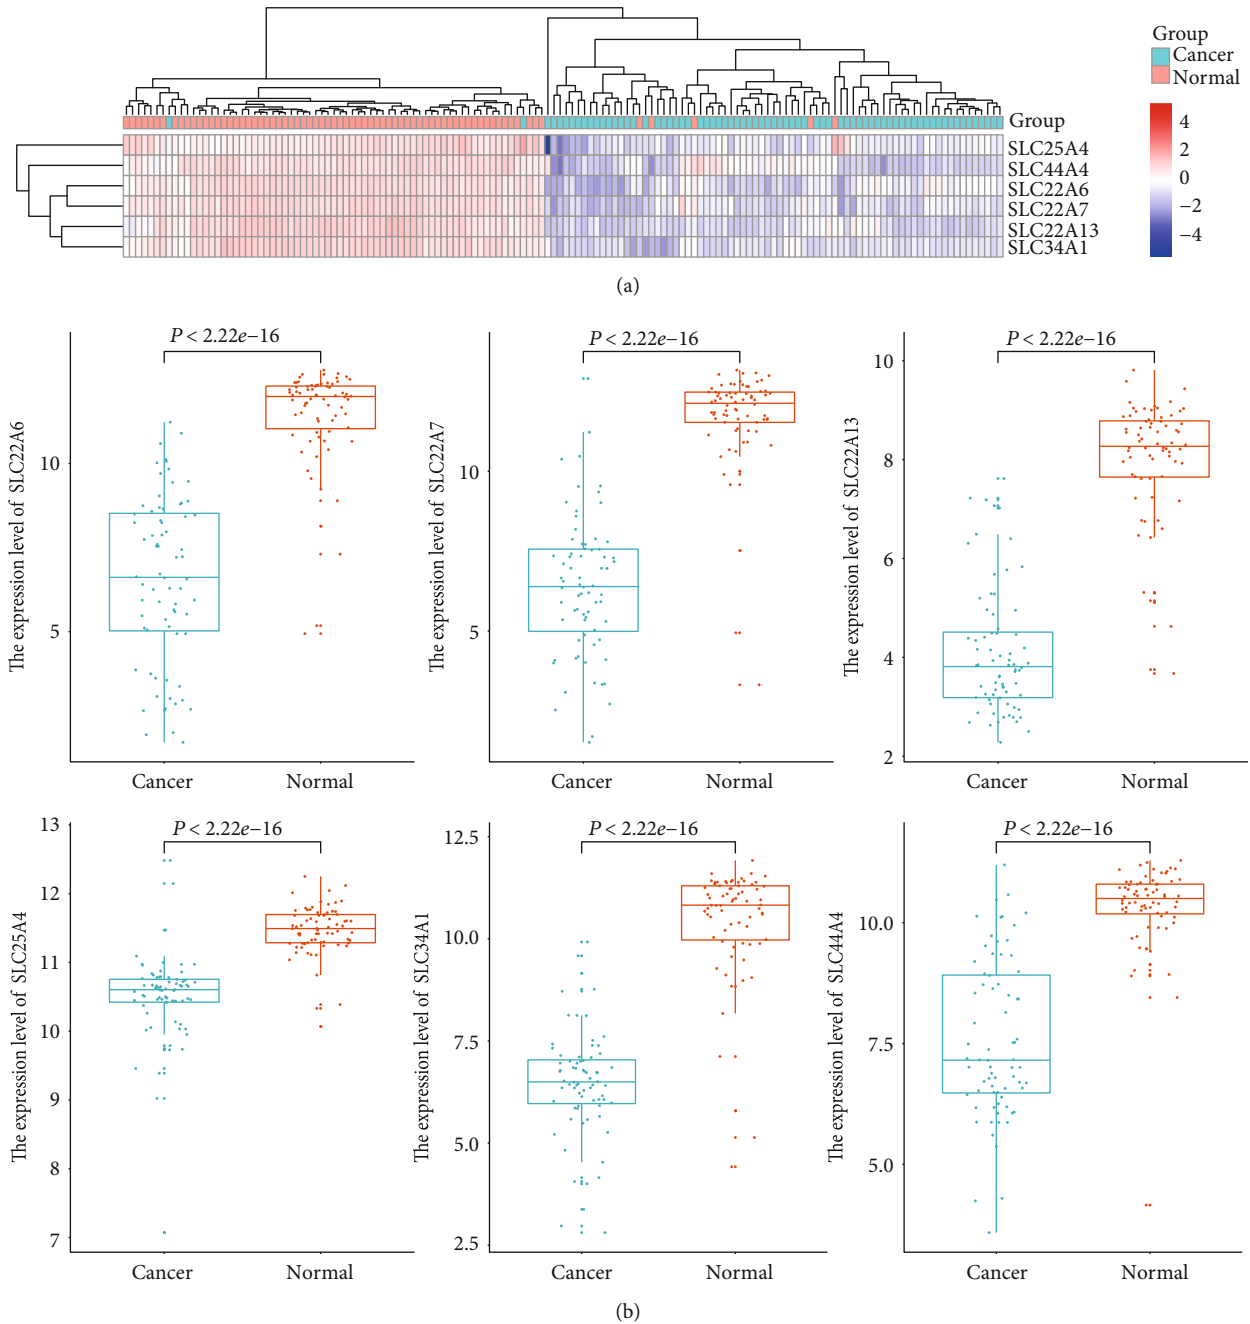 Group
Cancer
Normal
Group
SLC25A4
SLC44A4
SLC22A6
SLC22A7
SLC22A13
SLC34A1
4
2
0
−2
−4
(a)
The expression level of SLC22A6
10
5
P < 2.22e−16
Cancer Normal
The expression level of SLC22A7
10
5
P < 2.22e−16
Cancer Normal
The expression level of SLC22A13
10
8
6
4
2
P < 2.22e−16
Cancer Normal
The expression level of SLC25A4
13
12
11
10
9
8
7
P < 2.22e−16
Cancer Normal
The expression level of SLC34A1
12.5
10.0
7.5
5.0
2.5
P < 2.22e−16
Cancer Normal
The expression level of SLC44A4
10.0
7.5
5.0
P < 2.22e−16
Cancer Normal
(b)